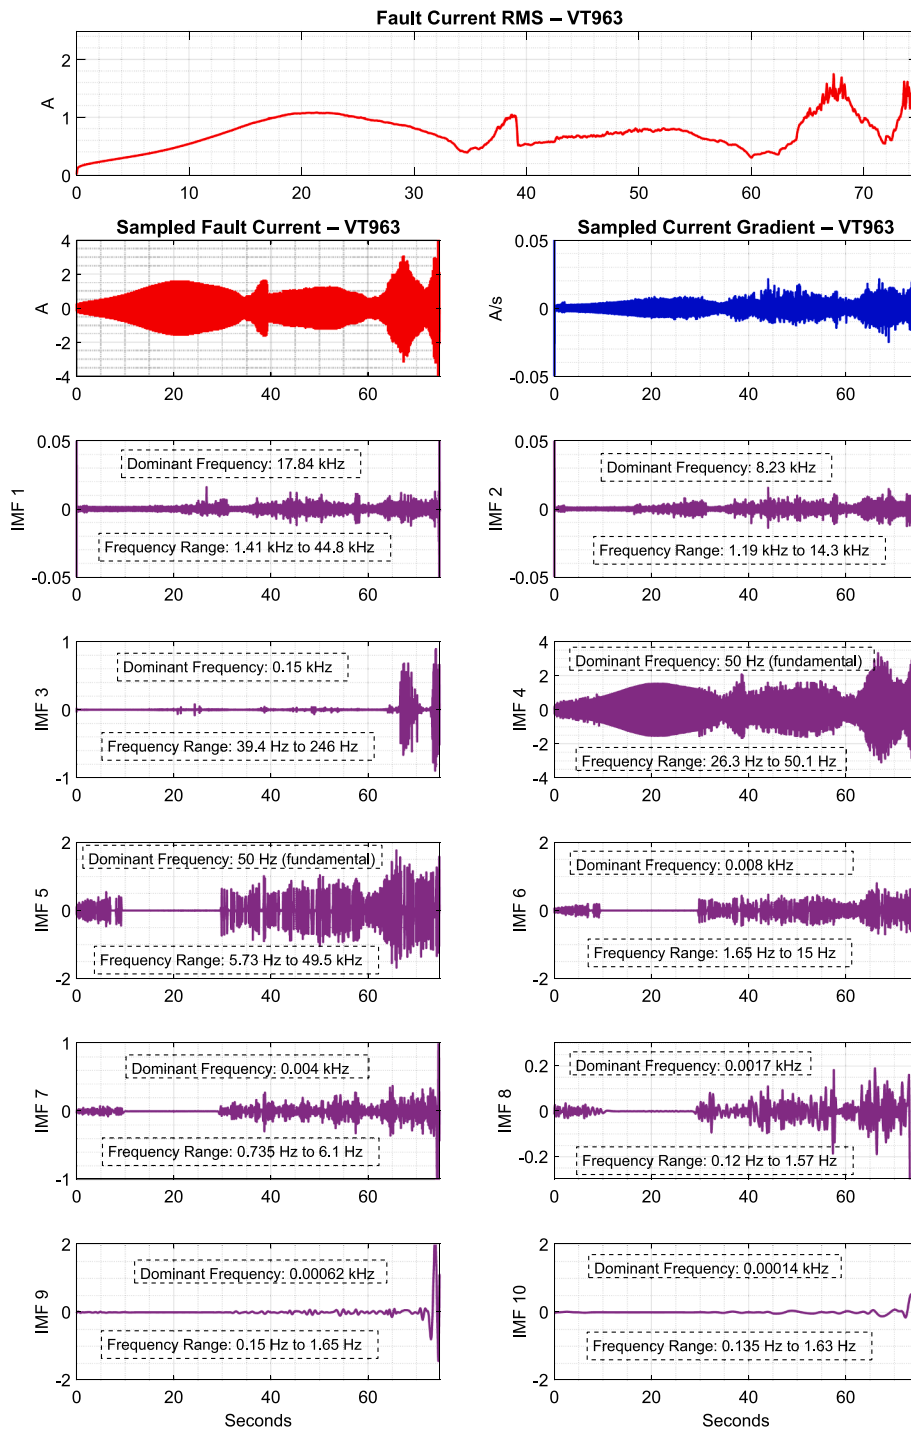 Fault Current RMS – VT963
2
1
0
A
0 10 20 30 40 50 60 70
Sampled Fault Current – VT963
4
2
0
-2
-4
A
0 20 40 60
Sampled Current Gradient – VT963
0.05
0
-0.05
A/s
0 20 40 60
0.05
0
-0.05
IMF 1
Dominant Frequency: 17.84 kHz
Frequency Range: 1.41 kHz to 44.8 kHz
0 20 40 60
0.05
0
-0.05
IMF 2
Dominant Frequency: 8.23 kHz
Frequency Range: 1.19 kHz to 14.3 kHz
0 20 40 60
1
0
-1
IMF 3
Dominant Frequency: 0.15 kHz
Frequency Range: 39.4 Hz to 246 Hz
0 20 40 60
4
2
0
-2
-4
IMF 4
Dominant Frequency: 50 Hz (fundamental)
Frequency Range: 26.3 Hz to 50.1 Hz
0 20 40 60
2
0
-2
IMF 5
Dominant Frequency: 50 Hz (fundamental)
Frequency Range: 5.73 Hz to 49.5 kHz
0 20 40 60
2
0
-2
IMF 6
Dominant Frequency: 0.008 kHz
Frequency Range: 1.65 Hz to 15 Hz
0 20 40 60
1
0
-1
IMF 7
Dominant Frequency: 0.004 kHz
Frequency Range: 0.735 Hz to 6.1 Hz
0 20 40 60
0.2
0
-0.2
IMF 8
Dominant Frequency: 0.0017 kHz
Frequency Range: 0.12 Hz to 1.57 Hz
0 20 40 60
2
0
-2
IMF 9
Dominant Frequency: 0.00062 kHz
Frequency Range: 0.15 Hz to 1.65 Hz
0 20 40 60
Seconds
2
0
-2
IMF 10
Dominant Frequency: 0.00014 kHz
Frequency Range: 0.135 Hz to 1.63 Hz
0 20 40 60
Seconds